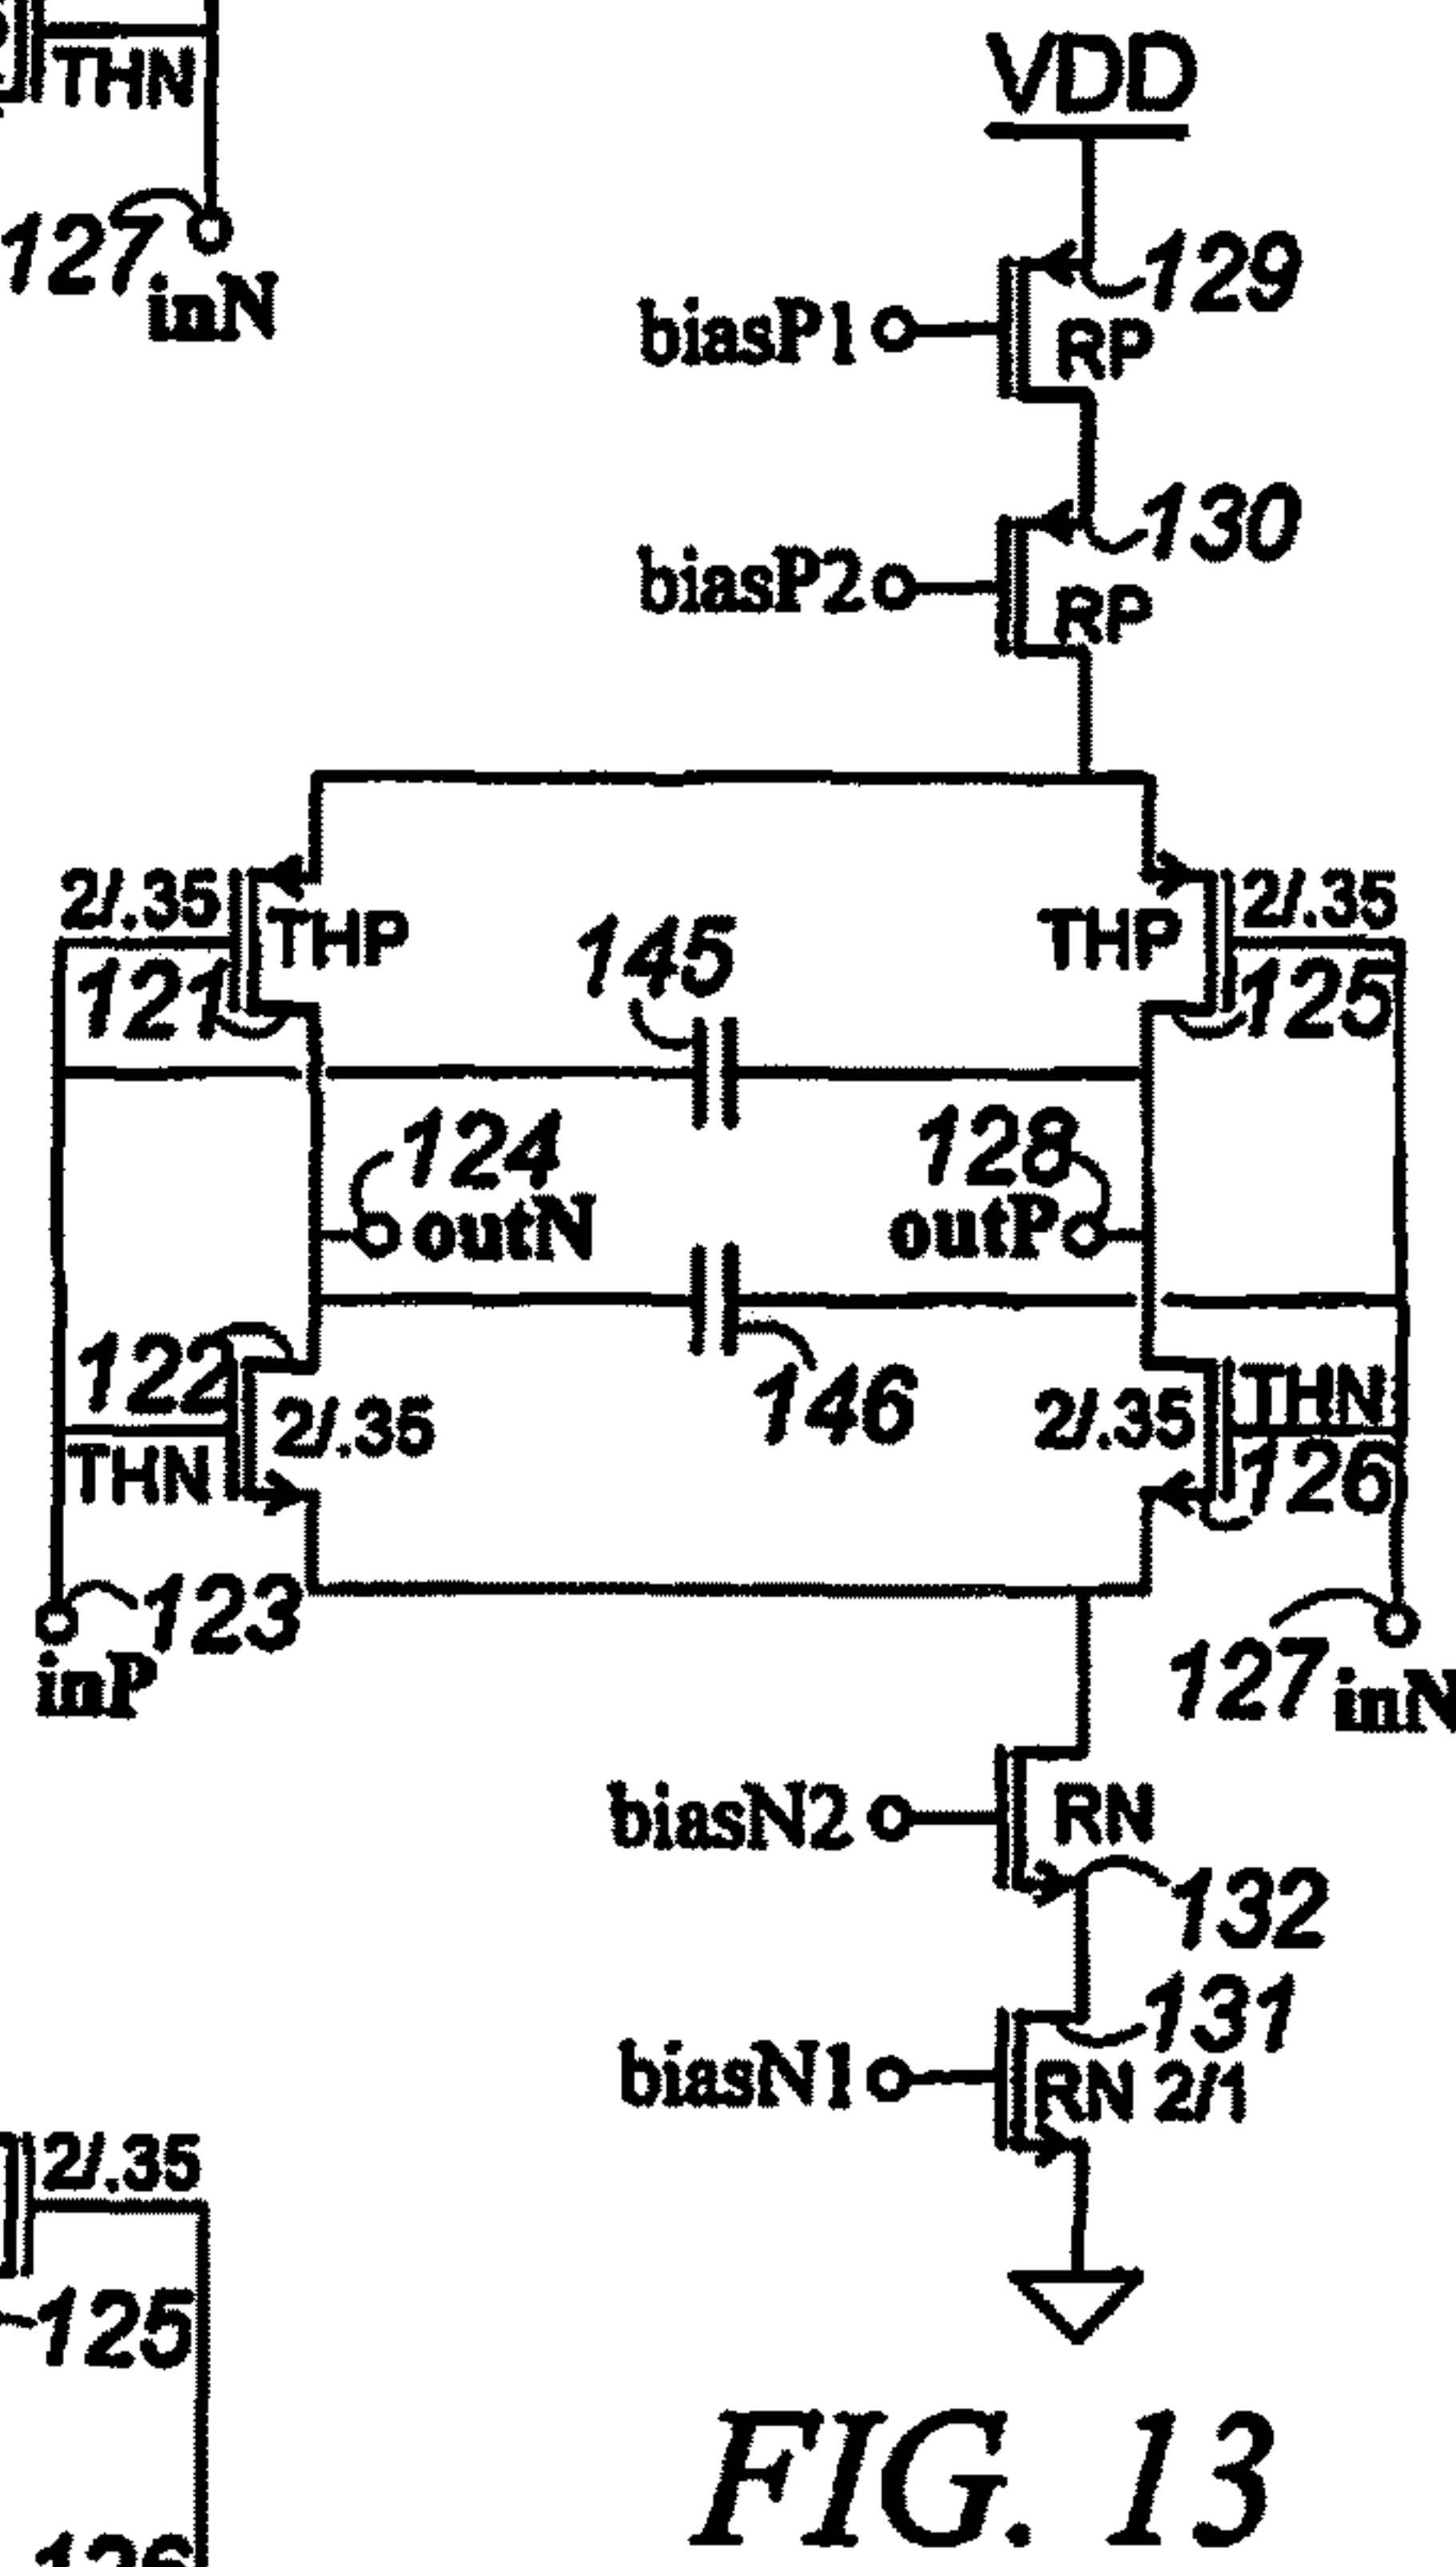 THN
VDD
127
inN
129
biasP1
RP
130
biasP2
RP
2/.35
THP
THP
2/.35
121
145
125
124
128
outN
outP
122
2/.35
146
2/.35
THN
THN
126
123
inP
127
inN
biasN2
RN
132
131
biasN1
RN 2/1
2/.35
125
FIG. 13